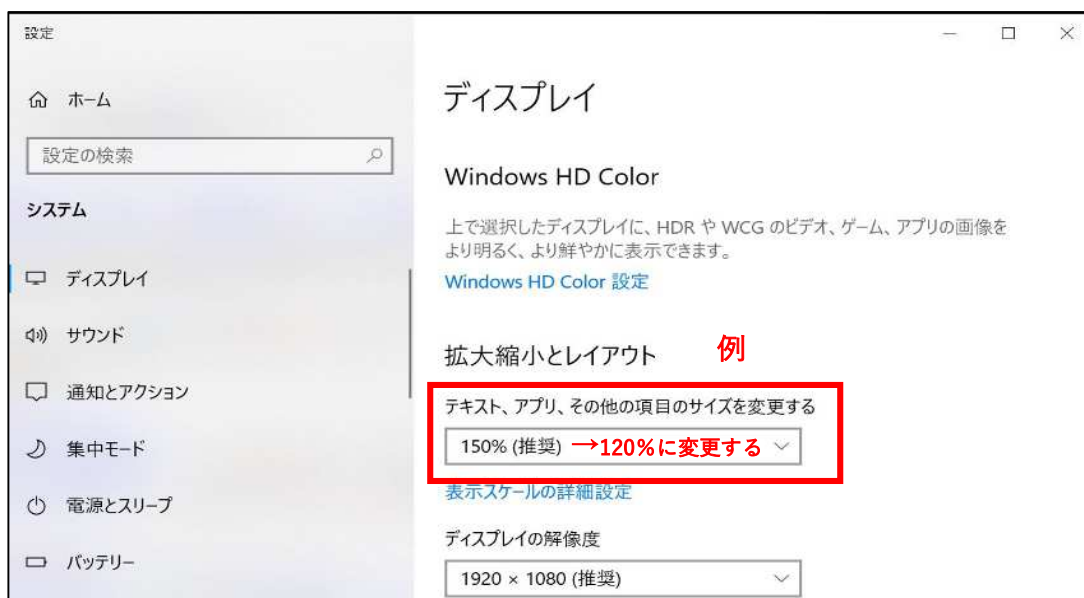 設定
ホーム
設定の検索
システム
ディスプレイ
サウンド
通知とアクション
集中モード
電源とスリープ
バッテリー
ディスプレイ
Windows HD Color
上で選択したディスプレイに、HDR や WCG のビデオ、ゲーム、アプリの画像を
より明るく、より鮮やかに表示できます。
Windows HD Color 設定
拡大縮小とレイアウト 例
テキスト、アプリ、その他の項目のサイズを変更する
150% (推奨) →120%に変更する
表示スケールの詳細設定
ディスプレイの解像度
1920 × 1080 (推奨)